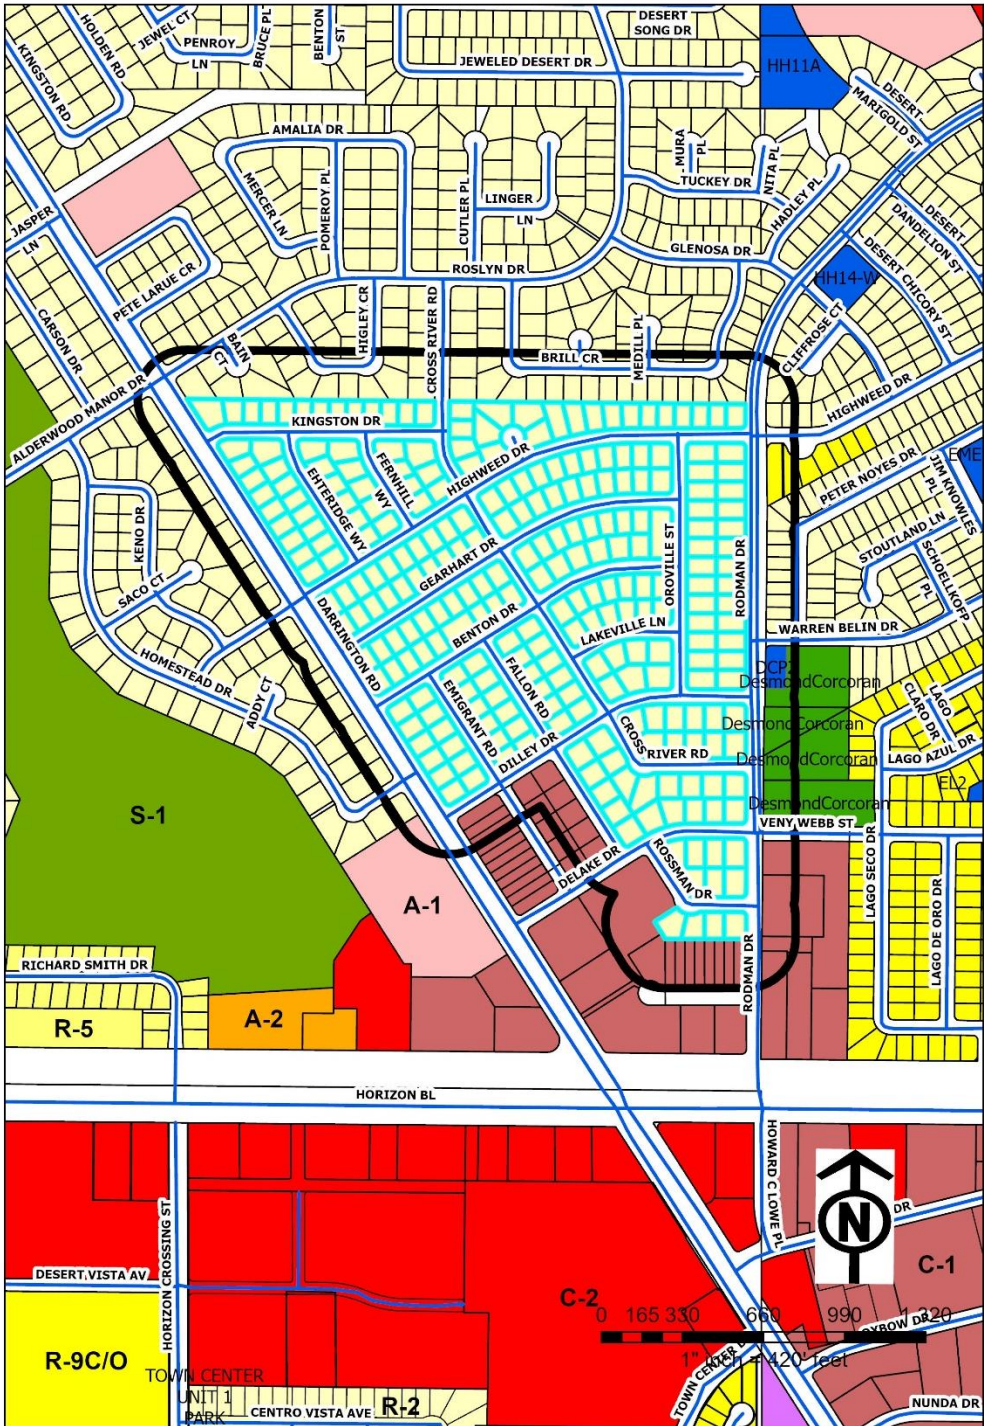 DESERT
SONG DR
JEWEL CT
HOLDEN RD
PENROY
LN
BRUCE PL
BENTON
ST
KINGSTON RD
JEWELED DESERT DR
HH11A
DESERT
MARIGOLD ST
AMALIA DR
MURA
PL
NITA PL
TUCKEY DR
HADLEY PL
MERCER LN
POMEROY PL
CUTLER PL
LINGER
LN
DESERT
DANDELION ST
JASPER
LN
GLENOSA DR
DESERT CHICORY ST
ROSLYN DR
HH14-W
PETE LARUE CR
CARSON DR
BAIN
CT
HIGLEY CR
CROSS RIVER RD
BRILL CR
MEDILL PL
CLIFFROSE CT
ALDERWOOD MANOR DR
HIGHWEED DR
KINGSTON DR
FERNHILL
WY
EHTERIDGE WY
HIGHWEED DR
EME
PETER NOYES DR
JIM KNOWLES
PL
KENO DR
GEARHART DR
OROVILLE ST
RODMAN DR
STOUTLAND LN
SCHOELLKOPF
PL
SACO CT
DARRINGTON RD
BENTON DR
LAKEVILLE LN
WARREN BELIN DR
HOMESTEAD DR
ADDY CT
EMIGRANT RD
FALLON RD
DILLEY DR
CROSS
RIVER RD
DesmondCorcoran
DesmondCorcoran
DesmondCorcoran
DesmondCorcoran
LAGO
CLARO DR
LAGO AZUL DR
EL2
S-1
VENY WEBB ST
DELAKE DR
ROSSMAN DR
LAGO SECO DR
LAGO DE ORO DR
A-1
RICHARD SMITH DR
RODMAN DR
R-5
A-2
HORIZON BL
HOWARD C LOWE PL
N
DR
HORIZON CROSSING ST
DESERT VISTA AV
C-2
C-1
0 165 330 660 990 1,320
1" inch = 420' feet
R-9C/O
TOWN CENTER
UNIT 1
PARK
R-2
CENTRO VISTA AVE
TOWN CENTER
NUNDA DR